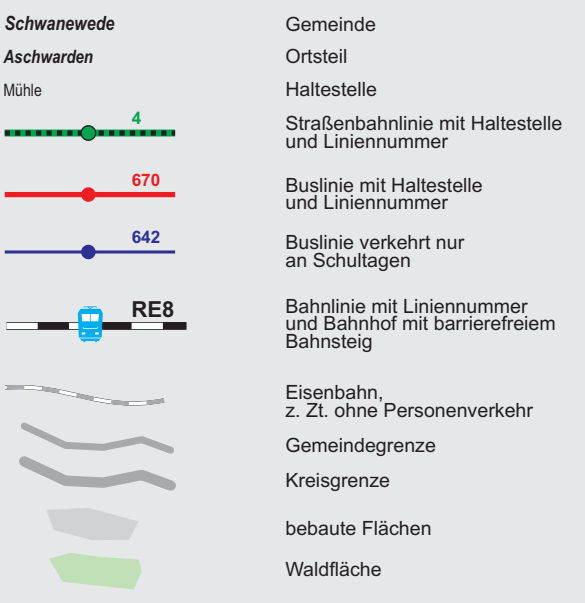 Schwanewede Gemeinde
Aschwarden Ortsteil
Mühle Haltestelle
4 Straßenbahnlinie mit Haltestelle
und Liniennummer
670 Buslinie mit Haltestelle
und Liniennummer
642 Buslinie verkehrt nur
an Schultagen
RE8 Bahnlinie mit Liniennummer
und Bahnhof mit barrierefreiem
Bahnsteig
Eisenbahn,
z. Zt. ohne Personenverkehr
Gemeindegrenze
Kreisgrenze
bebaute Flächen
Waldfläche